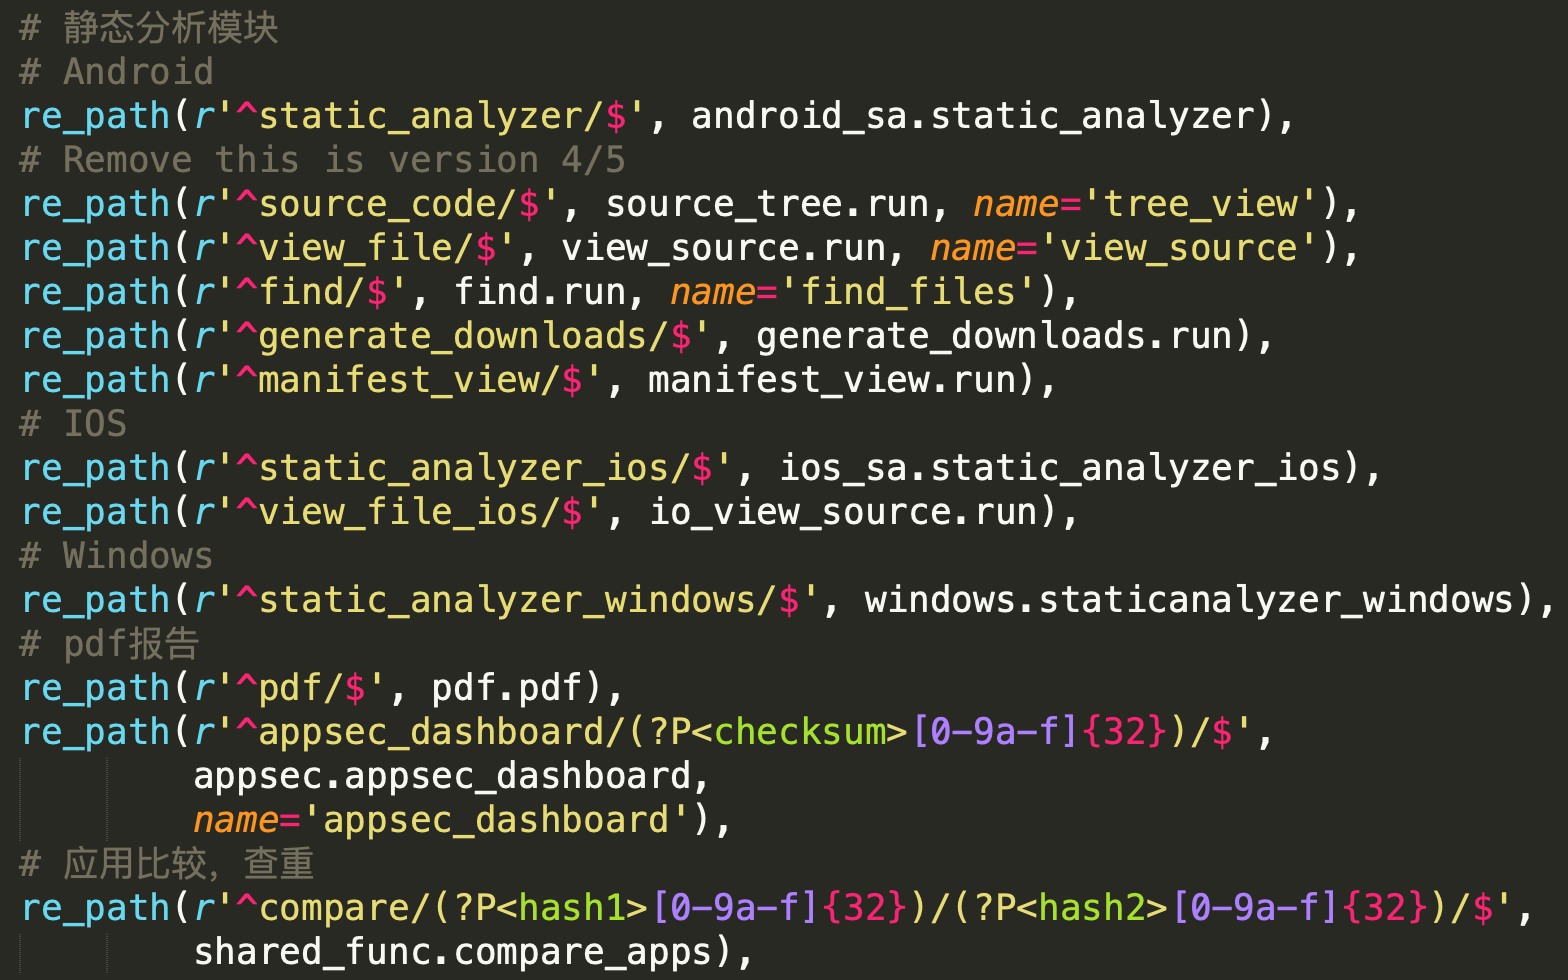 # 静态分析模块
# Android
re_path(r'^static_analyzer/$', android_sa.static_analyzer),
# Remove this is version 4/5
re_path(r'^source_code/$', source_tree.run, name='tree_view'),
re_path(r'^view_file/$', view_source.run, name='view_source'),
re_path(r'^find/$', find.run, name='find_files'),
re_path(r'^generate_downloads/$', generate_downloads.run),
re_path(r'^manifest_view/$', manifest_view.run),
# IOS
re_path(r'^static_analyzer_ios/$', ios_sa.static_analyzer_ios),
re_path(r'^view_file_ios/$', io_view_source.run),
# Windows
re_path(r'^static_analyzer_windows/$', windows.staticanalyzer_windows),
# pdf报告
re_path(r'^pdf/$', pdf.pdf),
re_path(r'^appsec_dashboard/(?P<checksum>[0-9a-f]{32})/$',
        appsec.appsec_dashboard,
        name='appsec_dashboard'),
# 应用比较，查重
re_path(r'^compare/(?P<hash1>[0-9a-f]{32})/(?P<hash2>[0-9a-f]{32})/$',
        shared_func.compare_apps),